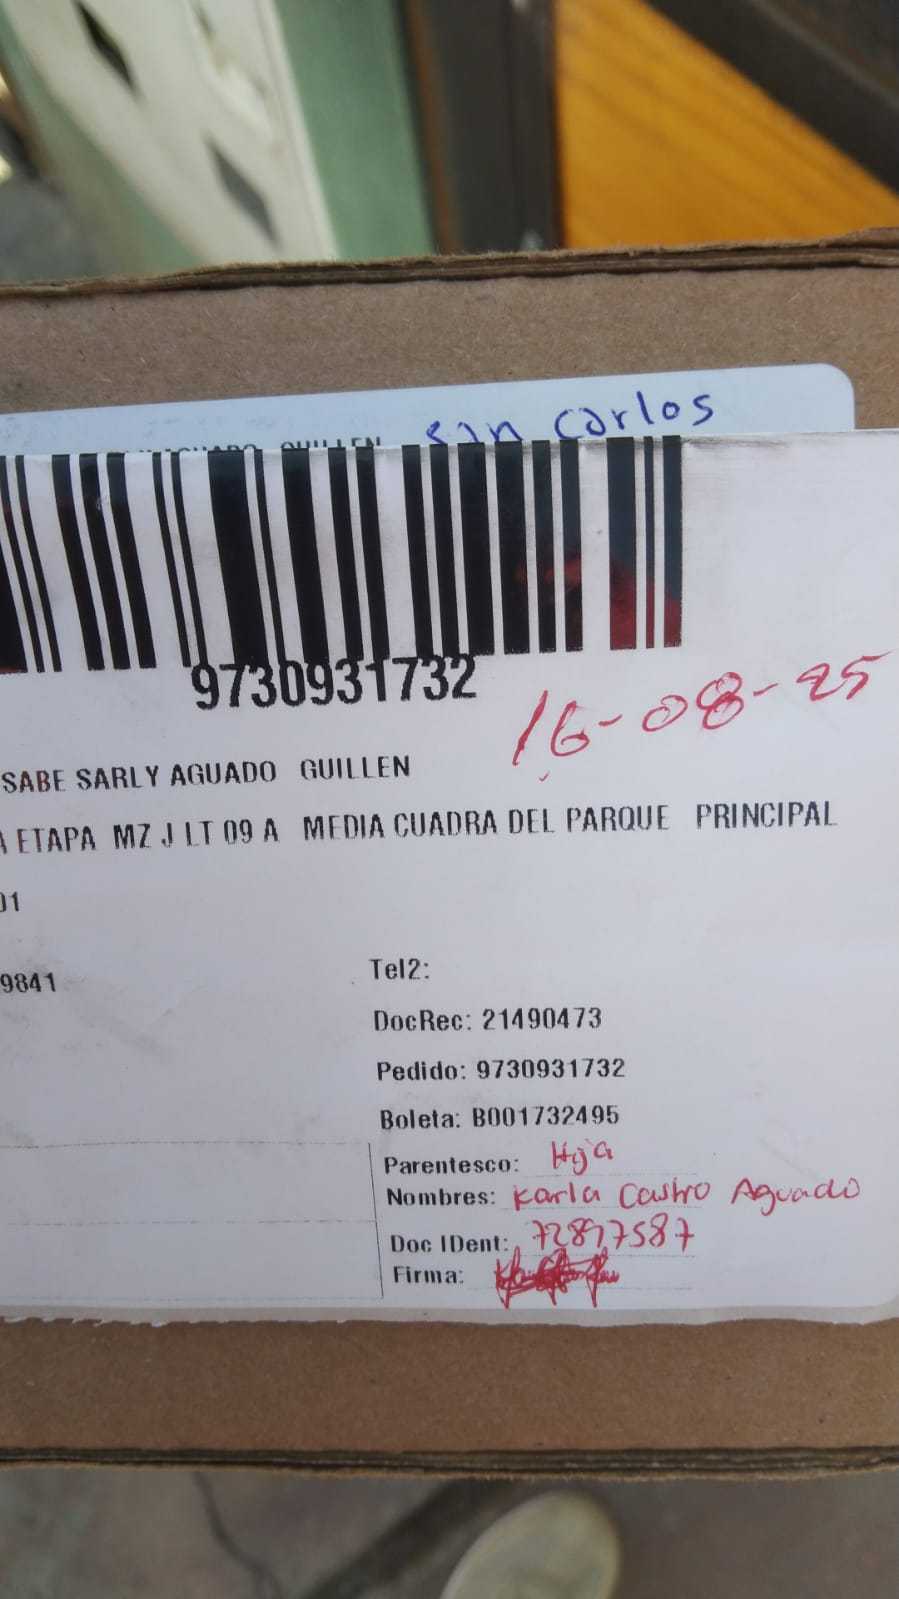 San Carlos
GUILLEN
9730931732
16-08-25
SABE SARLY AGUADO GUILLEN
A ETAPA MZ J LT 09 A MEDIA CUADRA DEL PARQUE PRINCIPAL
01
9841
Tel2:
DocRec: 21490473
Pedido: 9730931732
Boleta: B001732495
Parentesco: Hija
Nombres: Karla Castro Aguado
Doc IDent: 72897587
Firma: